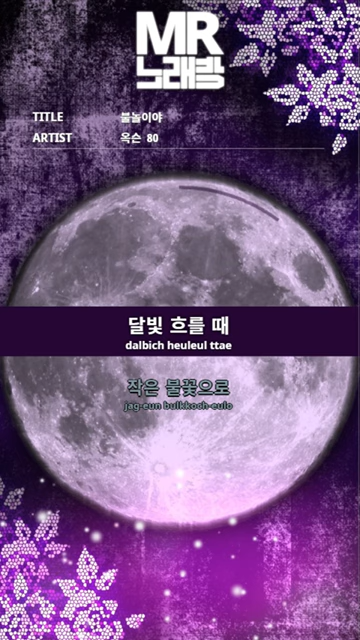 MR
노래방
TITLE 불놀이야
ARTIST 옥슨 80
달빛 흐를 때
dalbich heuleul ttae
작은 불꽃으로
jag-eun bulkkoch-eulo